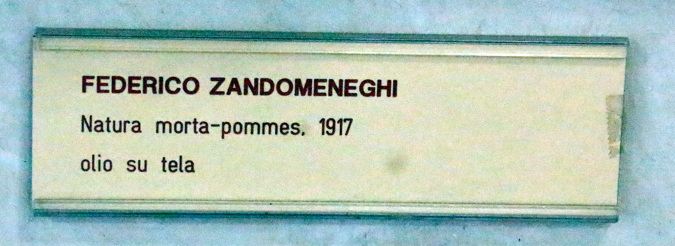 FEDERICO ZANDOMENEGHI
Natura morta-pommes. 1917
olio su tela